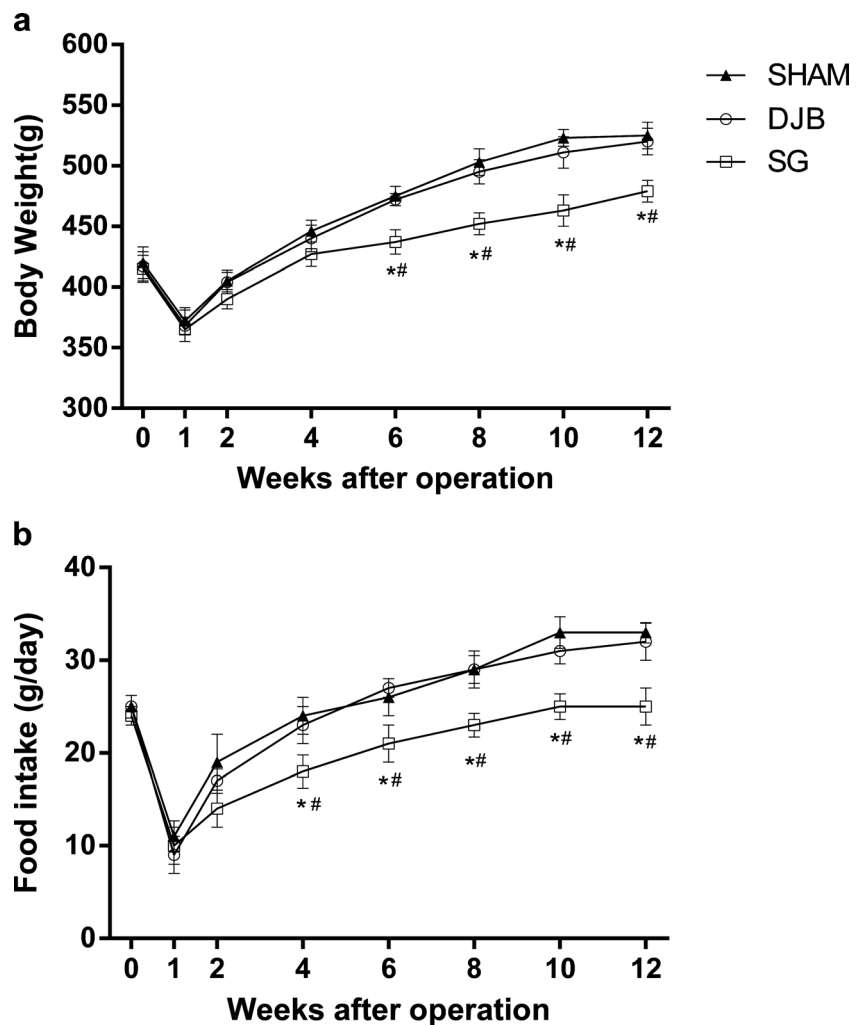 a
600
550
500
450
400
350
300
Body Weight(g)
SHAM
DJB
SG
*#
*#
*#
*#
0 1 2 4 6 8 10 12
Weeks after operation
b
40
30
20
10
0
Food intake (g/day)
*#
*#
*#
*#
*#
0 1 2 4 6 8 10 12
Weeks after operation